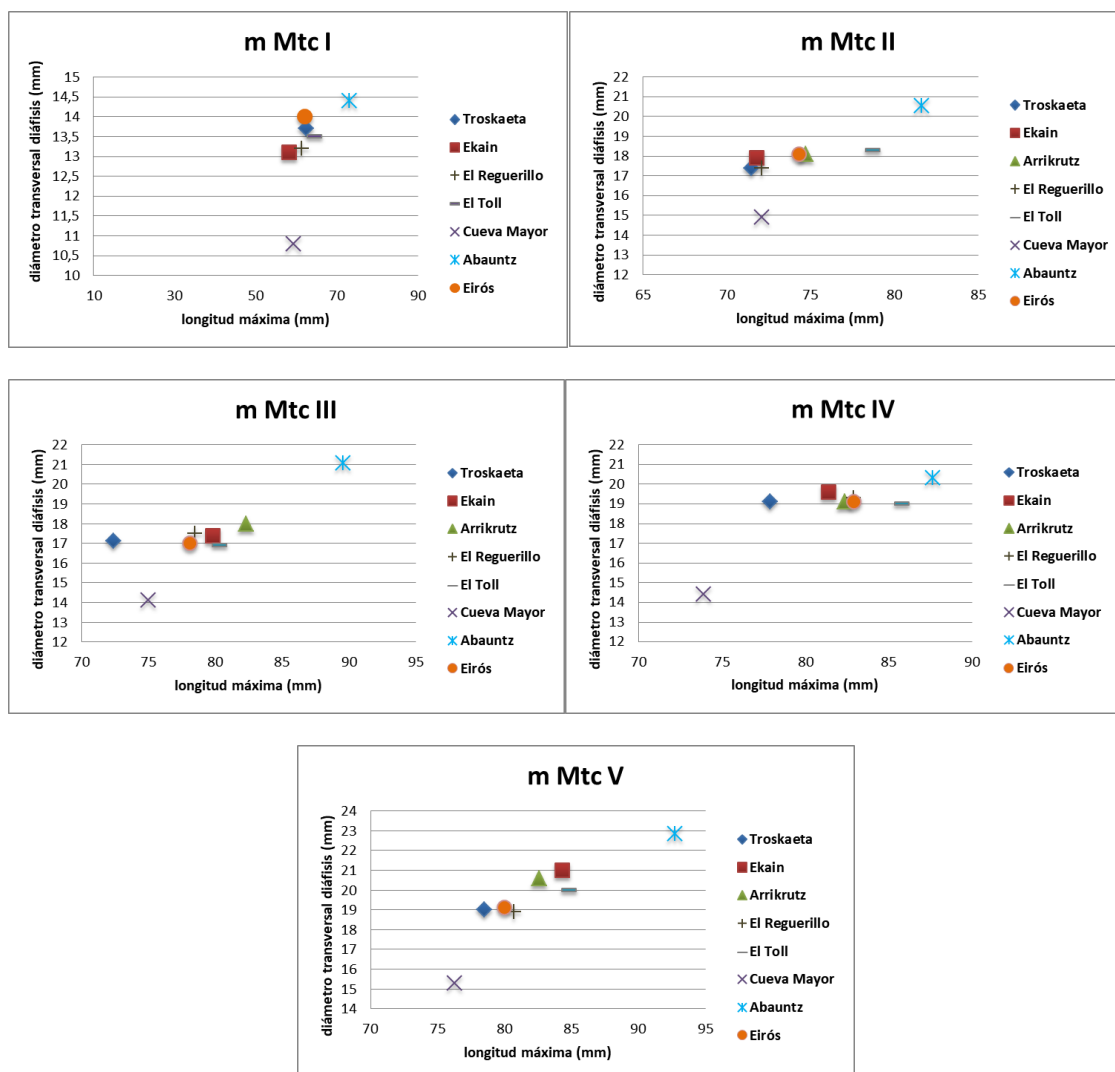 m Mtc I
diámetro transversal diáfisis (mm)
15
14,5
14
13,5
13
12,5
12
11,5
11
10,5
10
10 30 50 70 90
longitud máxima (mm)
Troskaeta
Ekain
El Reguerillo
El Toll
Cueva Mayor
Abauntz
Eirós
m Mtc II
diámetro transversal diáfisis (mm)
22
21
20
19
18
17
16
15
14
13
12
65 70 75 80 85
longitud máxima (mm)
Troskaeta
Ekain
Arrikrutz
El Reguerillo
El Toll
Cueva Mayor
Abauntz
Eirós
m Mtc III
diámetro transversal diáfisis (mm)
22
21
20
19
18
17
16
15
14
13
12
70 75 80 85 90 95
longitud máxima (mm)
Troskaeta
Ekain
Arrikrutz
El Reguerillo
El Toll
Cueva Mayor
Abauntz
Eirós
m Mtc IV
diámetro transversal diáfisis (mm)
22
21
20
19
18
17
16
15
14
13
12
70 75 80 85 90
longitud máxima (mm)
Troskaeta
Ekain
Arrikrutz
El Reguerillo
El Toll
Cueva Mayor
Abauntz
Eirós
m Mtc V
diámetro transversal diáfisis (mm)
24
23
22
21
20
19
18
17
16
15
14
70 75 80 85 90 95
longitud máxima (mm)
Troskaeta
Ekain
Arrikrutz
El Reguerillo
El Toll
Cueva Mayor
Abauntz
Eirós